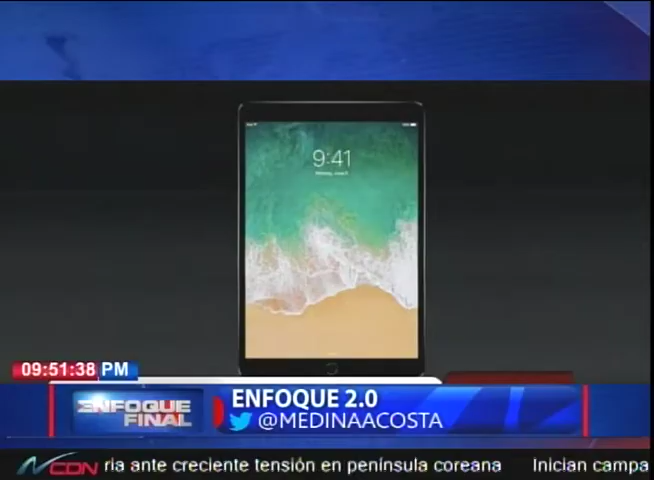 9:41
09:51:38 PM
ENFOQUE
FINAL
ENFOQUE 2.0
@MEDINAACOSTA
CDN
ria ante creciente tensión en península coreana Inician campa